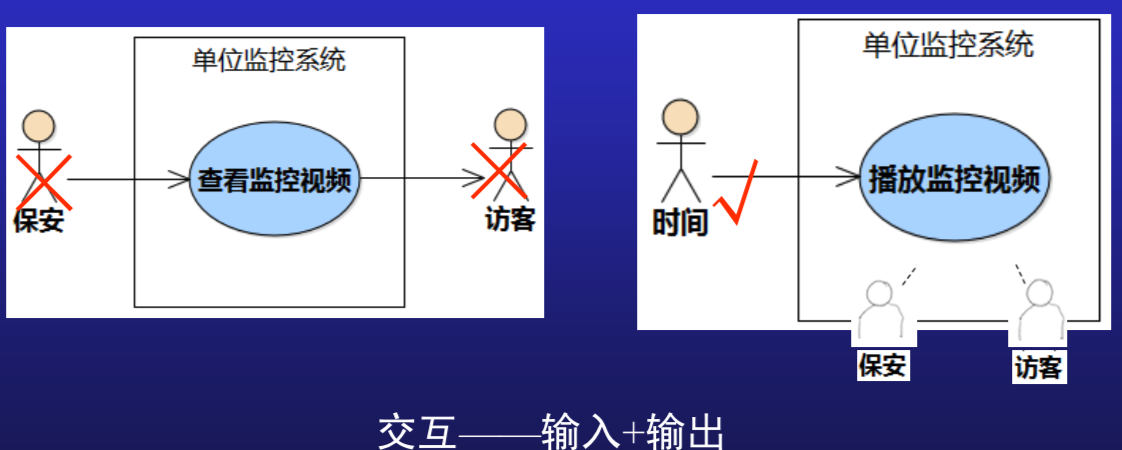 单位监控系统
查看监控视频
保安
访客
单位监控系统
播放监控视频
时间
保安
访客
交互——输入+输出